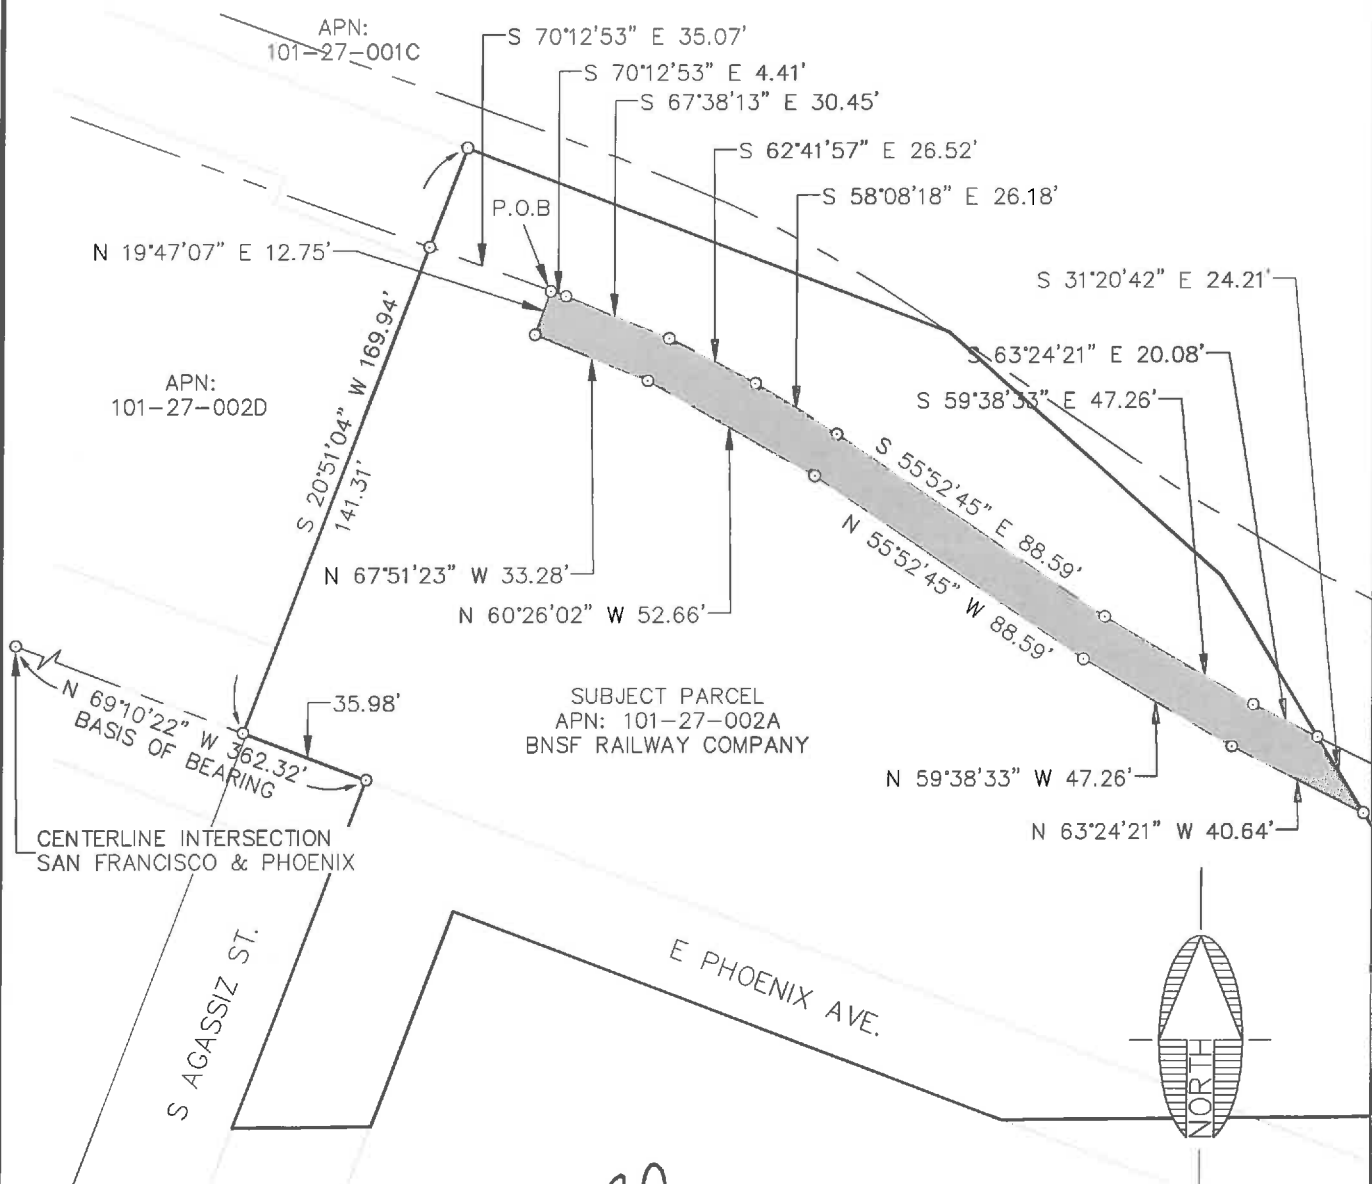 APN:
101-27-001C
S 70°12'53" E 35.07'
S 70°12'53" E 4.41'
S 67°38'13" E 30.45'
S 62°41'57" E 26.52'
S 58°08'18" E 26.18'
P.O.B
N 19°47'07" E 12.75'
S 31°20'42" E 24.21'
S 63°24'21" E 20.08'
S 59°38'33" E 47.26'
APN:
101-27-002D
S 20°51'04" W 169.94'
141.31'
S 55°52'45" E 88.59'
N 55°52'45" W 88.59'
N 67°51'23" W 33.28'
N 60°26'02" W 52.66'
N 69°10'22" W 362.32'
BASIS OF BEARING
35.98'
SUBJECT PARCEL
APN: 101-27-002A
BNSF RAILWAY COMPANY
N 59°38'33" W 47.26'
N 63°24'21" W 40.64'
CENTERLINE INTERSECTION
SAN FRANCISCO & PHOENIX
S AGASSIZ ST.
E PHOENIX AVE.
NORTH